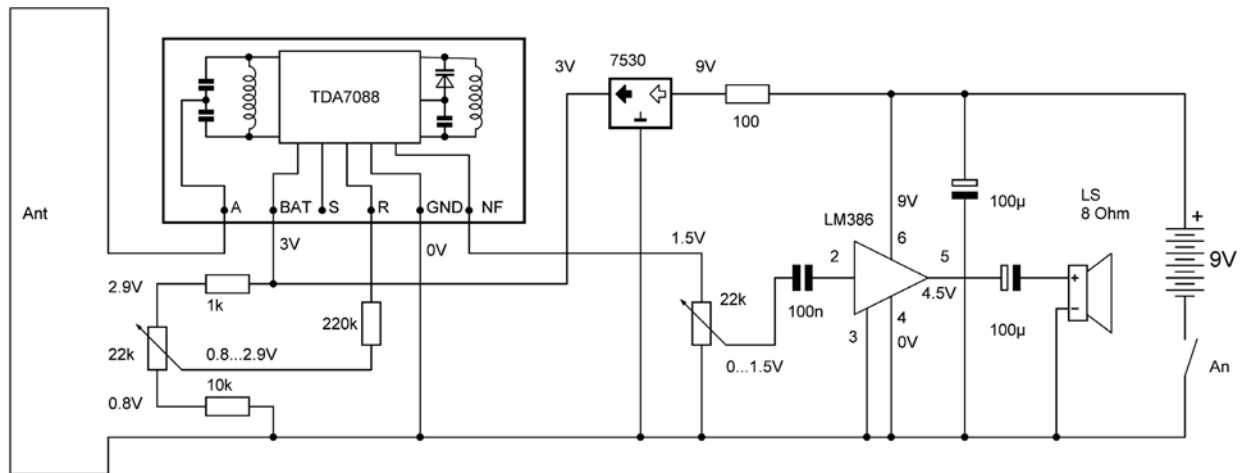 7530
3V
9V
TDA7088
100
Ant
A
BAT
S
R
GND
NF
3V
0V
1.5V
9V
LM386
100µ
LS
8 Ohm
+
9V
2
6
5
4.5V
+
−
2.9V
1k
220k
22k
100n
3
4
0V
100µ
22k
0.8...2.9V
0...1.5V
An
0.8V
10k